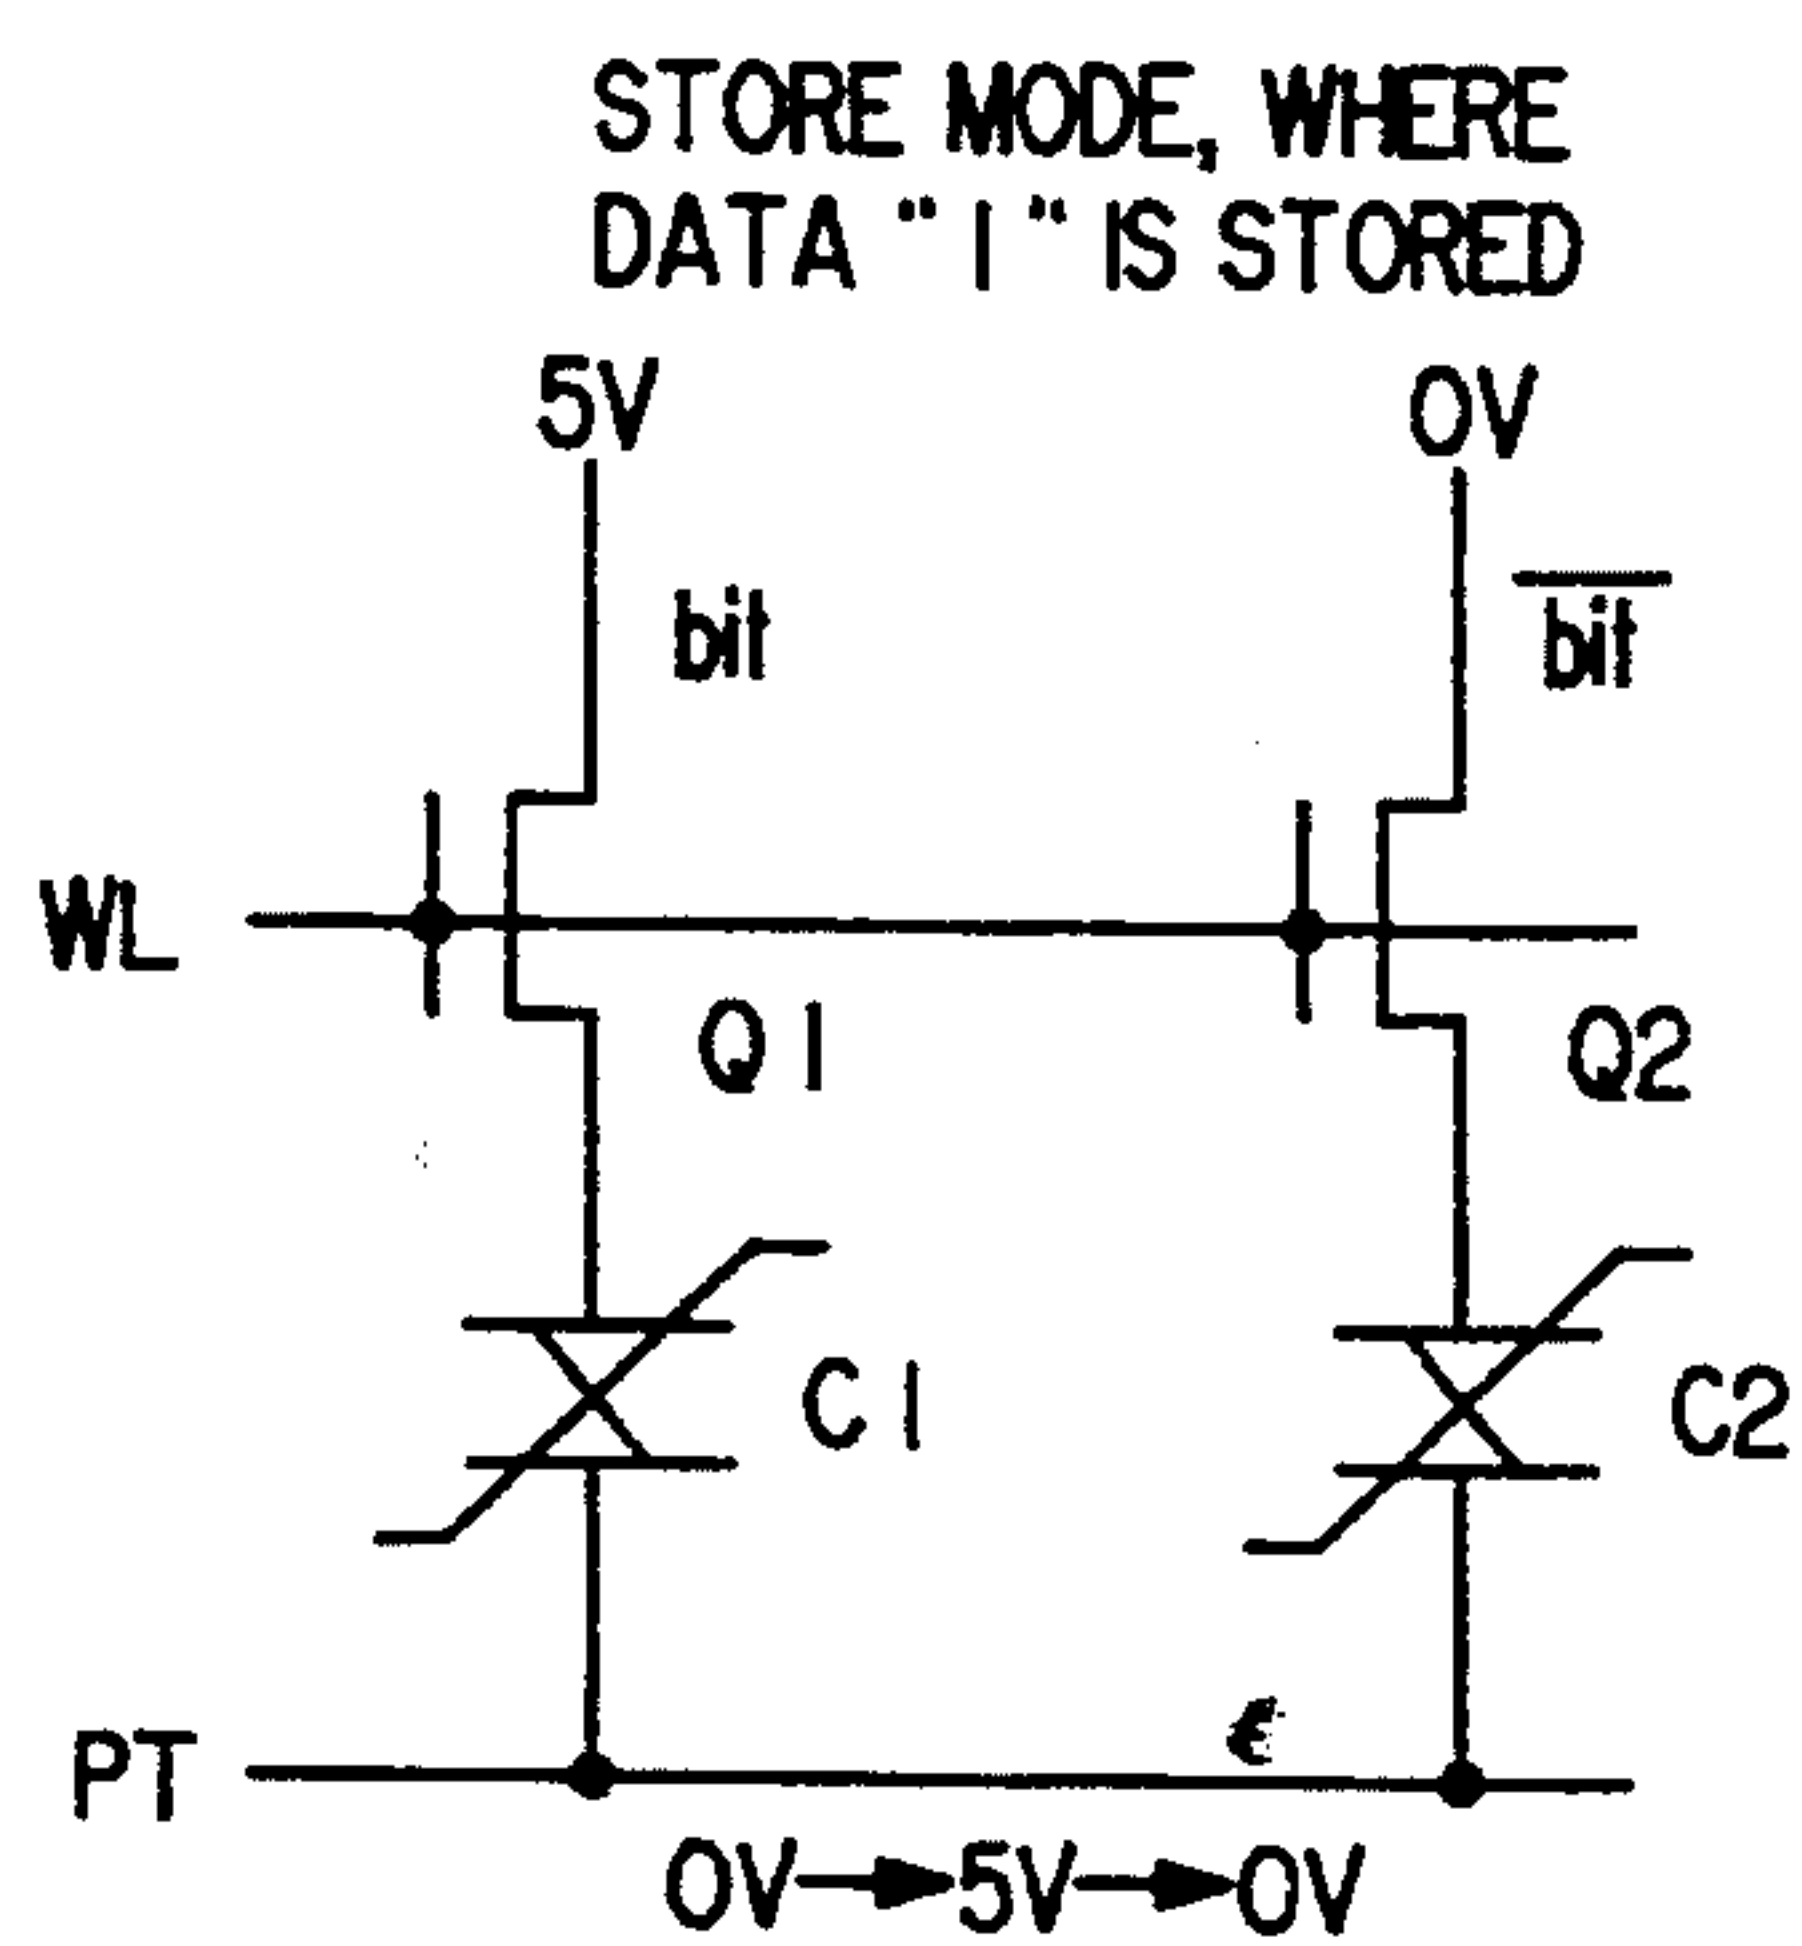 STORE MODE, WHERE
DATA "1" IS STORED
5V 0V
bit b̅i̅t̅
WL
Q1 Q2
C1 C2
PT
0V→5V→0V